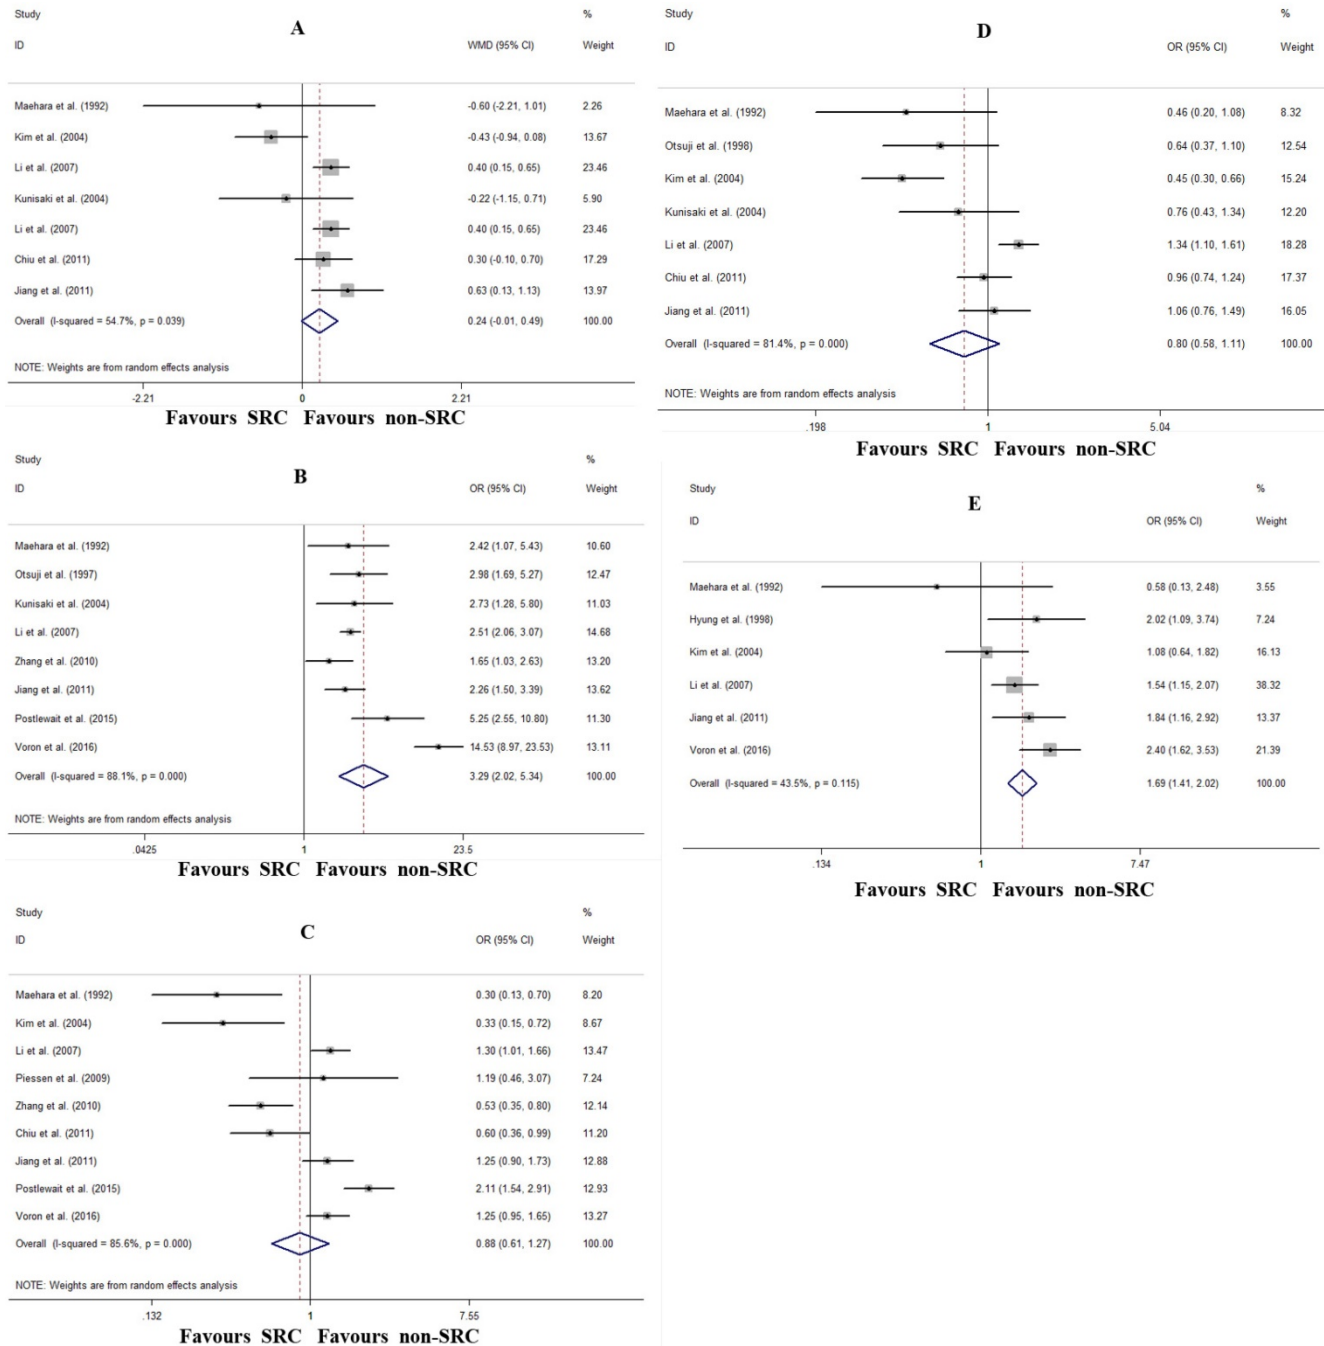 A
Study %
ID WMD (95% CI) Weight
Maehara et al. (1992) -0.60 (-2.21, 1.01) 2.26
Kim et al. (2004) -0.43 (-0.94, 0.08) 13.67
Li et al. (2007) 0.40 (0.15, 0.65) 23.46
Kunisaki et al. (2004) -0.22 (-1.15, 0.71) 5.90
Li et al. (2007) 0.40 (0.15, 0.65) 23.46
Chiu et al. (2011) 0.30 (-0.10, 0.70) 17.29
Jiang et al. (2011) 0.63 (0.13, 1.13) 13.97
Overall (I-squared = 54.7%, p = 0.039) 0.24 (-0.01, 0.49) 100.00
NOTE: Weights are from random effects analysis
-2.21 0 2.21
Favours SRC Favours non-SRC
B
Study %
ID OR (95% CI) Weight
Maehara et al. (1992) 2.42 (1.07, 5.43) 10.60
Otsuji et al. (1997) 2.98 (1.69, 5.27) 12.47
Kunisaki et al. (2004) 2.73 (1.28, 5.80) 11.03
Li et al. (2007) 2.51 (2.06, 3.07) 14.68
Zhang et al. (2010) 1.65 (1.03, 2.63) 13.20
Jiang et al. (2011) 2.26 (1.50, 3.39) 13.62
Postlewait et al. (2015) 5.25 (2.55, 10.80) 11.30
Voron et al. (2016) 14.53 (8.97, 23.53) 13.11
Overall (I-squared = 88.1%, p = 0.000) 3.29 (2.02, 5.34) 100.00
NOTE: Weights are from random effects analysis
.0425 1 23.5
Favours SRC Favours non-SRC
C
Study %
ID OR (95% CI) Weight
Maehara et al. (1992) 0.30 (0.13, 0.70) 8.20
Kim et al. (2004) 0.33 (0.15, 0.72) 8.67
Li et al. (2007) 1.30 (1.01, 1.66) 13.47
Piessen et al. (2009) 1.19 (0.46, 3.07) 7.24
Zhang et al. (2010) 0.53 (0.35, 0.80) 12.14
Chiu et al. (2011) 0.60 (0.36, 0.99) 11.20
Jiang et al. (2011) 1.25 (0.90, 1.73) 12.88
Postlewait et al. (2015) 2.11 (1.54, 2.91) 12.93
Voron et al. (2016) 1.25 (0.95, 1.65) 13.27
Overall (I-squared = 85.6%, p = 0.000) 0.88 (0.61, 1.27) 100.00
NOTE: Weights are from random effects analysis
.132 1 7.55
Favours SRC Favours non-SRC
D
Study %
ID OR (95% CI) Weight
Maehara et al. (1992) 0.46 (0.20, 1.08) 8.32
Otsuji et al. (1998) 0.64 (0.37, 1.10) 12.54
Kim et al. (2004) 0.45 (0.30, 0.66) 15.24
Kunisaki et al. (2004) 0.76 (0.43, 1.34) 12.20
Li et al. (2007) 1.34 (1.10, 1.61) 18.28
Chiu et al. (2011) 0.96 (0.74, 1.24) 17.37
Jiang et al. (2011) 1.06 (0.76, 1.49) 16.05
Overall (I-squared = 81.4%, p = 0.000) 0.80 (0.58, 1.11) 100.00
NOTE: Weights are from random effects analysis
.198 1 5.04
Favours SRC Favours non-SRC
E
Study %
ID OR (95% CI) Weight
Maehara et al. (1992) 0.58 (0.13, 2.48) 3.55
Hyung et al. (1998) 2.02 (1.09, 3.74) 7.24
Kim et al. (2004) 1.08 (0.64, 1.82) 16.13
Li et al. (2007) 1.54 (1.15, 2.07) 38.32
Jiang et al. (2011) 1.84 (1.16, 2.92) 13.37
Voron et al. (2016) 2.40 (1.62, 3.53) 21.39
Overall (I-squared = 43.5%, p = 0.115) 1.69 (1.41, 2.02) 100.00
.134 1 7.47
Favours SRC Favours non-SRC